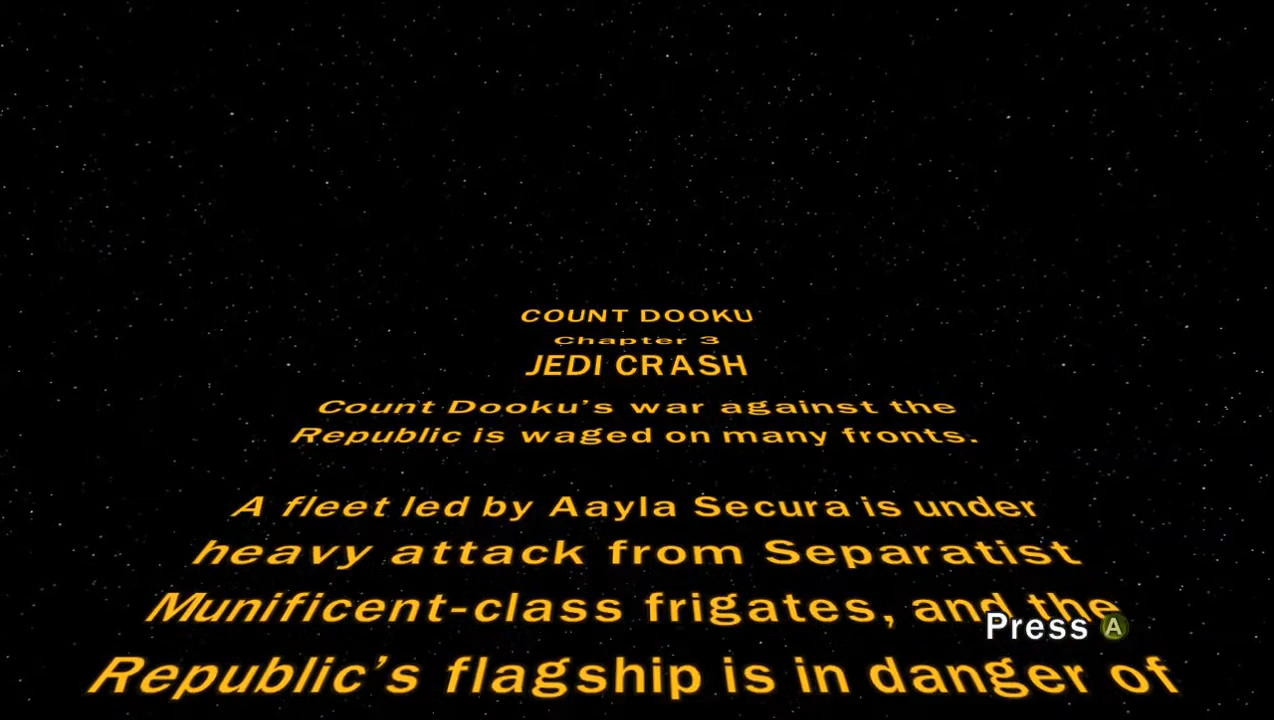 COUNT DOOKU
Chapter 3
JEDI CRASH
Count Dooku's war against the
Republic is waged on many fronts.
A fleet led by Aayla Secura is under
heavy attack from Separatist
Munificent-class frigates, and the
Press A
Republic's flagship is in danger of